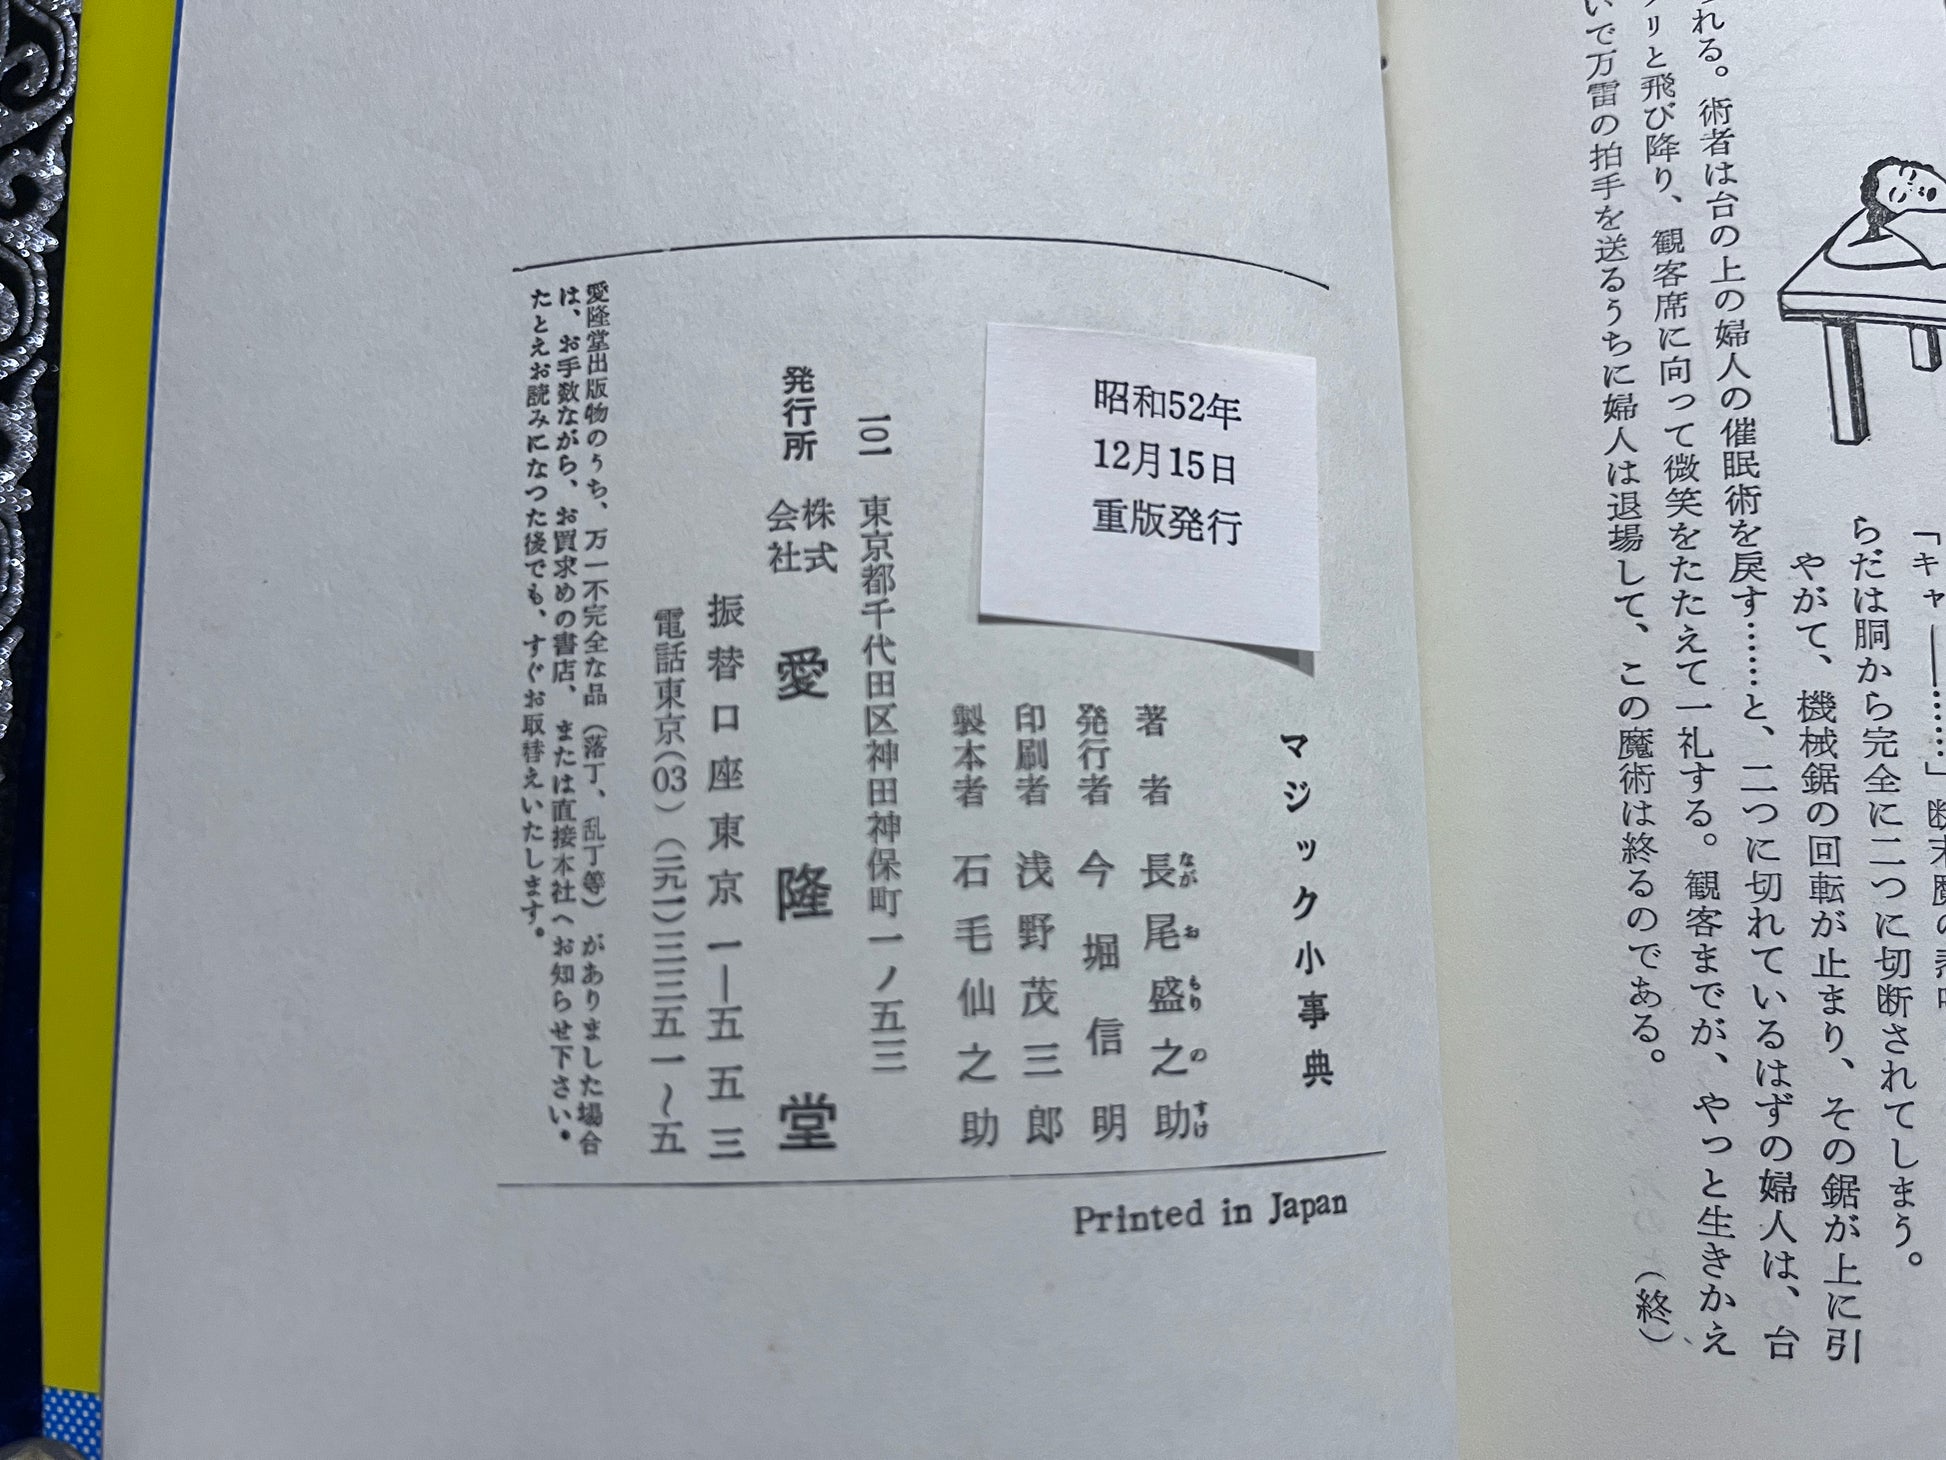 「キャ――……」断末魔の
らだは胴から完全に二つに切断されてしまう。
やがて、機械鋸の回転が止まり、その鋸が上に引
れる。術者は台の上の婦人の催眠術を戻す……と、二つに切れているはずの婦人は、台
リと飛び降り、観客席に向って微笑をたたえて一礼する。観客までが、やっと生きかえ
いで万雷の拍手を送るうちに婦人は退場して、この魔術は終るのである。
（終）
昭和52年
12月15日
重版発行
マジック小事典
著者 長尾盛之助
ながおもりのすけ
発行者 今堀信明
印刷者 浅野茂三郎
製本者 石毛仙之助
一〇一 東京都千代田区神田神保町一ノ五三
発行所 株式会社 愛隆堂
振替口座東京一―五五三
電話東京(03)(二九一)三三五一〜五
愛隆堂出版物のうち、万一不完全な品（落丁、乱丁等）がありました場合
は、お手数ながら、お買求めの書店、または直接本社へお知らせ下さい。
たとえお読みになつた後でも、すぐお取替えいたします。
Printed in Japan